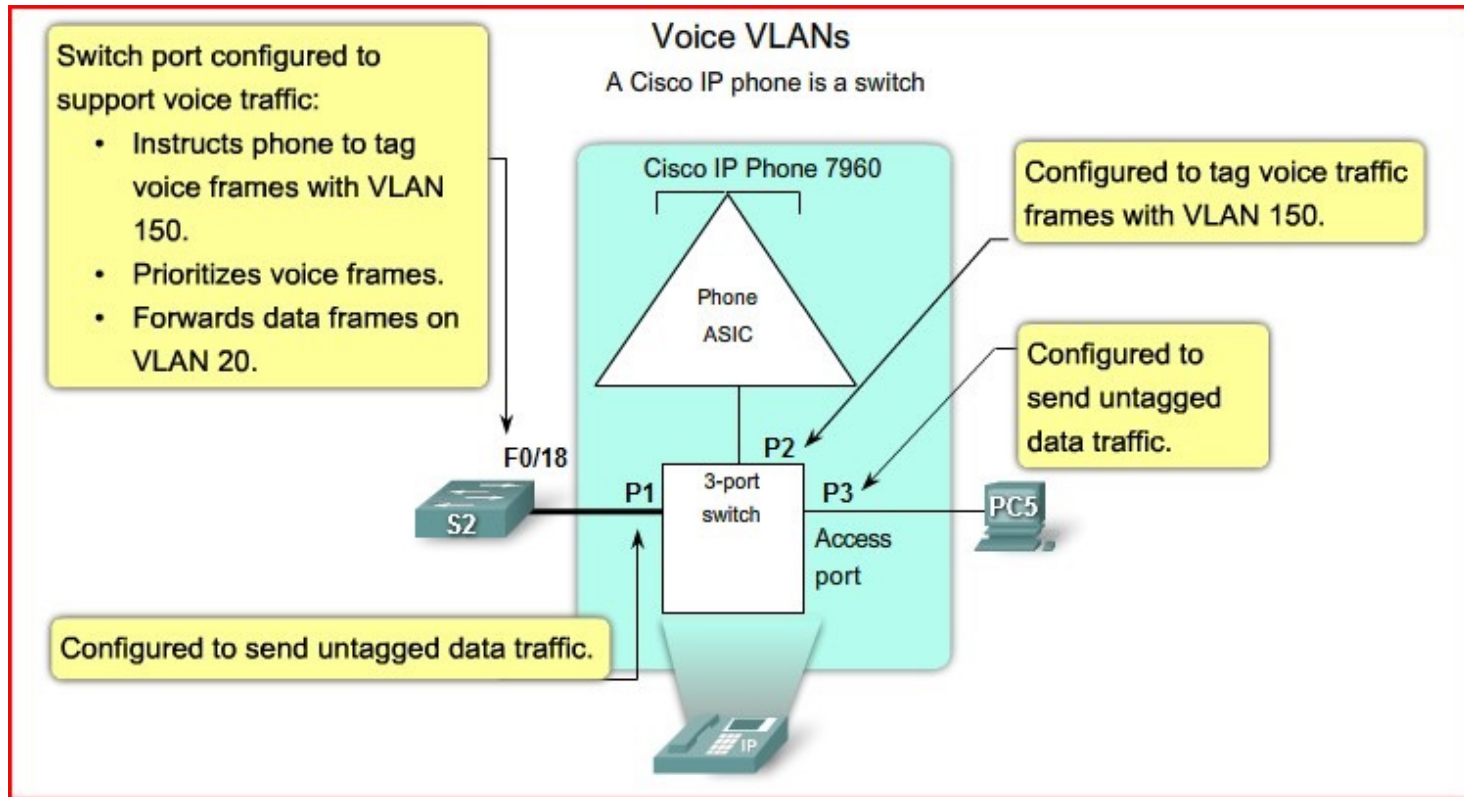 Voice VLANs
A Cisco IP phone is a switch
Switch port configured to
support voice traffic:
• Instructs phone to tag
voice frames with VLAN
150.
• Prioritizes voice frames.
• Forwards data frames on
VLAN 20.
Cisco IP Phone 7960
Configured to tag voice traffic
frames with VLAN 150.
Phone
ASIC
Configured to
send untagged
data traffic.
F0/18
P2
P1
3-port
switch
P3
S2
PC5
Access
port
Configured to send untagged data traffic.
IP